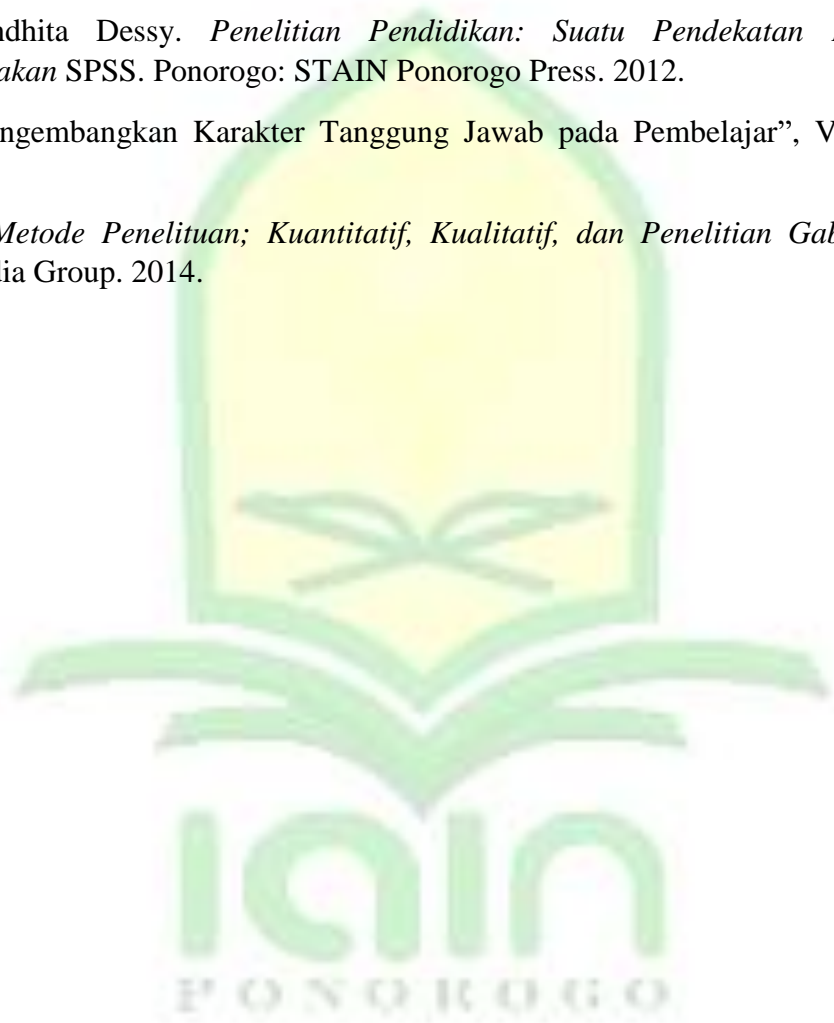 ndhita Dessy. Penelitian Pendidikan: Suatu Pendekatan
akan SPSS. Ponorogo: STAIN Ponorogo Press. 2012.
ngembangkan Karakter Tanggung Jawab pada Pembelajar”, V
Metode Penelituan; Kuantitatif, Kualitatif, dan Penelitian Gab
dia Group. 2014.
iain
PONOROGO